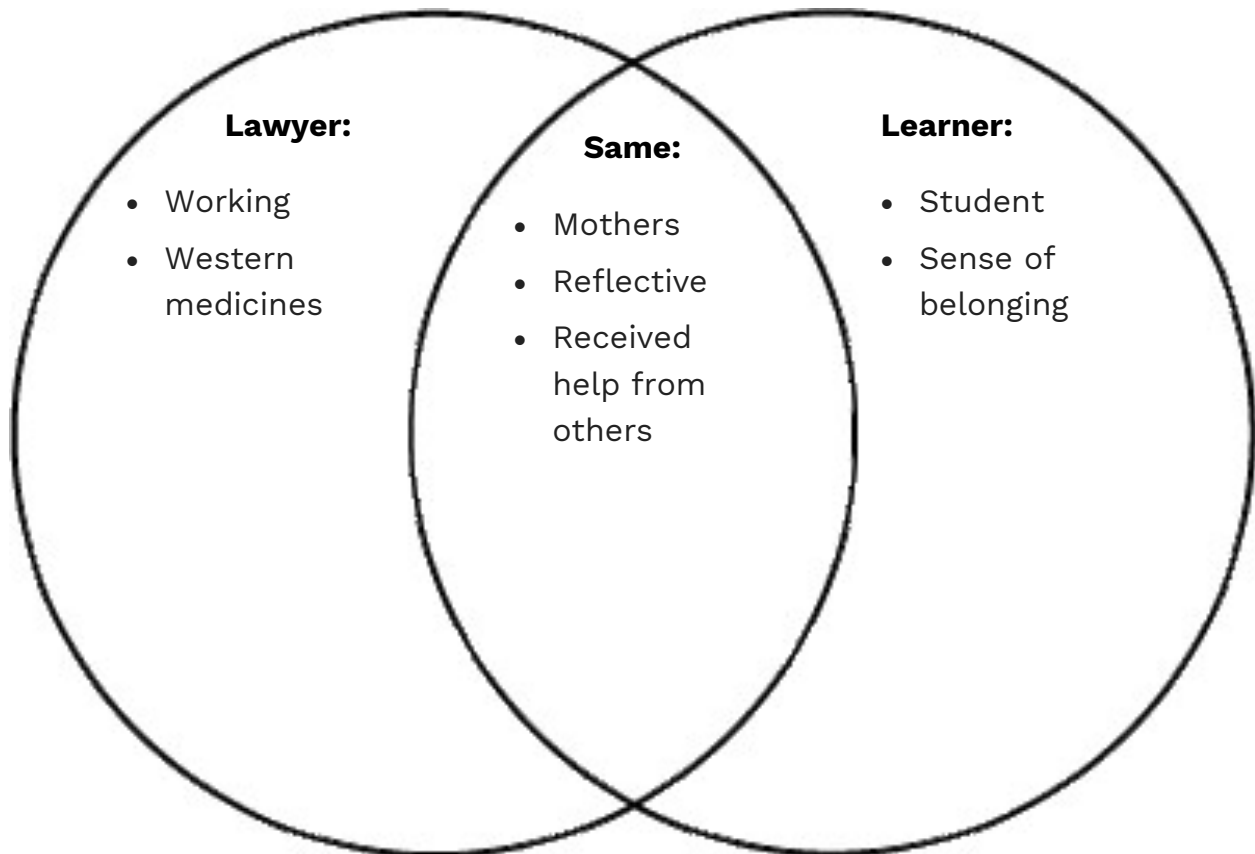 Lawyer:
• Working
• Western
medicines
Same:
• Mothers
• Reflective
• Received
help from
others
Learner:
• Student
• Sense of
belonging